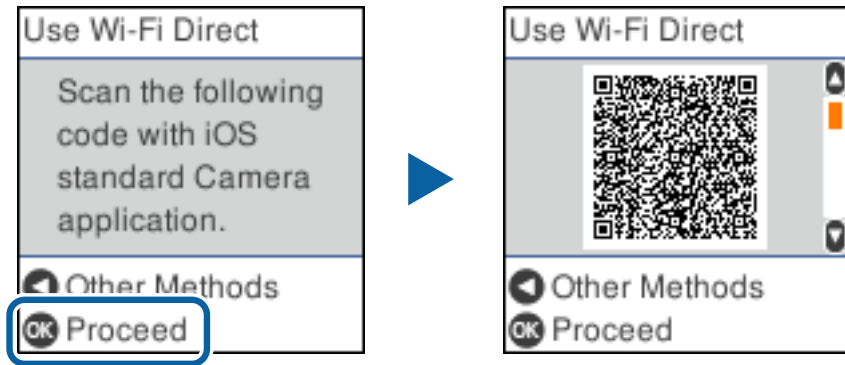 Use Wi-Fi Direct
Scan the following
code with iOS
standard Camera
application.
Other Methods
OK Proceed
Use Wi-Fi Direct
Other Methods
OK Proceed